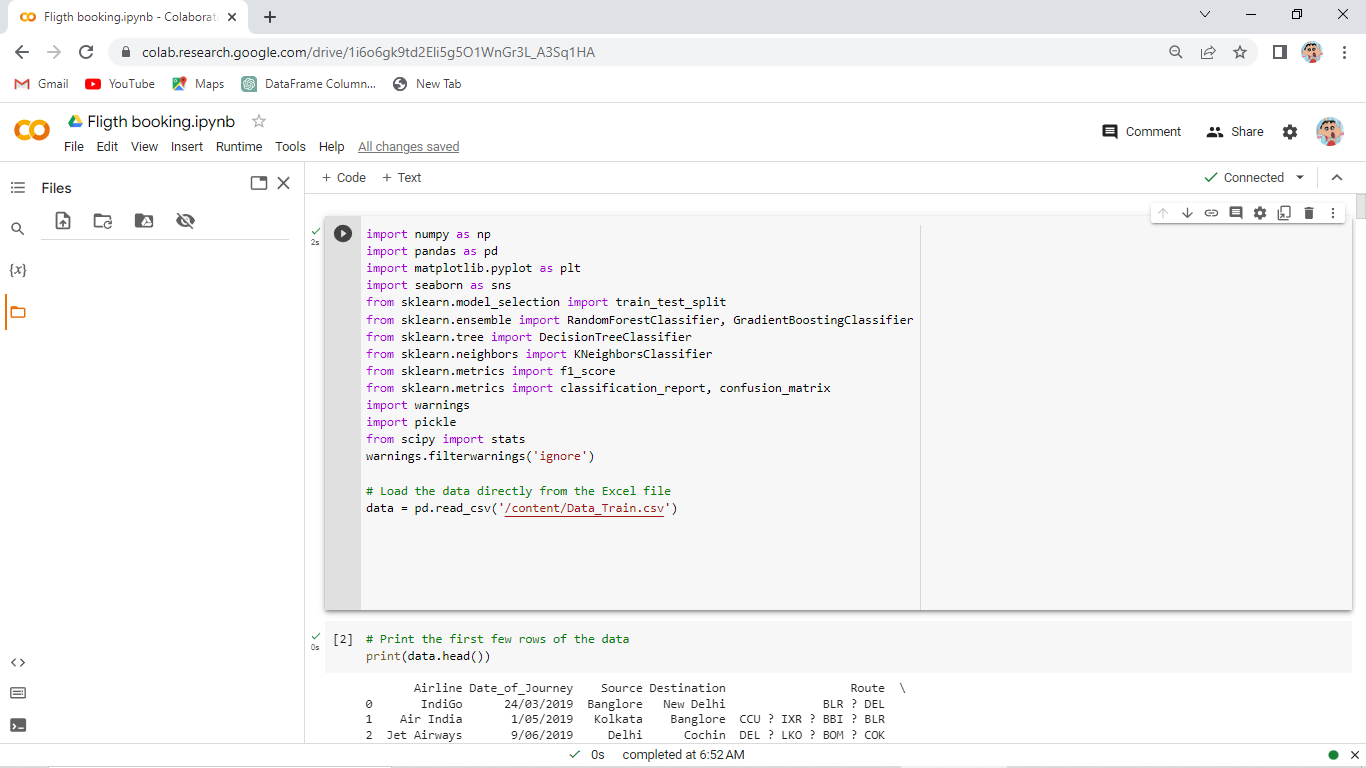 Fligth booking.ipynb - Colaborat
colab.research.google.com/drive/1i6o6gk9td2Eli5g5O1WnGr3L_A3Sq1HA
Gmail YouTube Maps DataFrame Column... New Tab
Fligth booking.ipynb
File Edit View Insert Runtime Tools Help All changes saved
Comment Share
Files
+ Code + Text
Connected
2s
import numpy as np
import pandas as pd
import matplotlib.pyplot as plt
import seaborn as sns
from sklearn.model_selection import train_test_split
from sklearn.ensemble import RandomForestClassifier, GradientBoostingClassifier
from sklearn.tree import DecisionTreeClassifier
from sklearn.neighbors import KNeighborsClassifier
from sklearn.metrics import f1_score
from sklearn.metrics import classification_report, confusion_matrix
import warnings
import pickle
from scipy import stats
warnings.filterwarnings('ignore')
# Load the data directly from the Excel file
data = pd.read_csv('/content/Data_Train.csv')
{x}
0s
[2] # Print the first few rows of the data
print(data.head())
Airline Date_of_Journey Source Destination Route \
0 IndiGo 24/03/2019 Banglore New Delhi BLR ? DEL
1 Air India 1/05/2019 Kolkata Banglore CCU ? IXR ? BBI ? BLR
2 Jet Airways 9/06/2019 Delhi Cochin DEL ? LKO ? BOM ? COK
0s completed at 6:52 AM